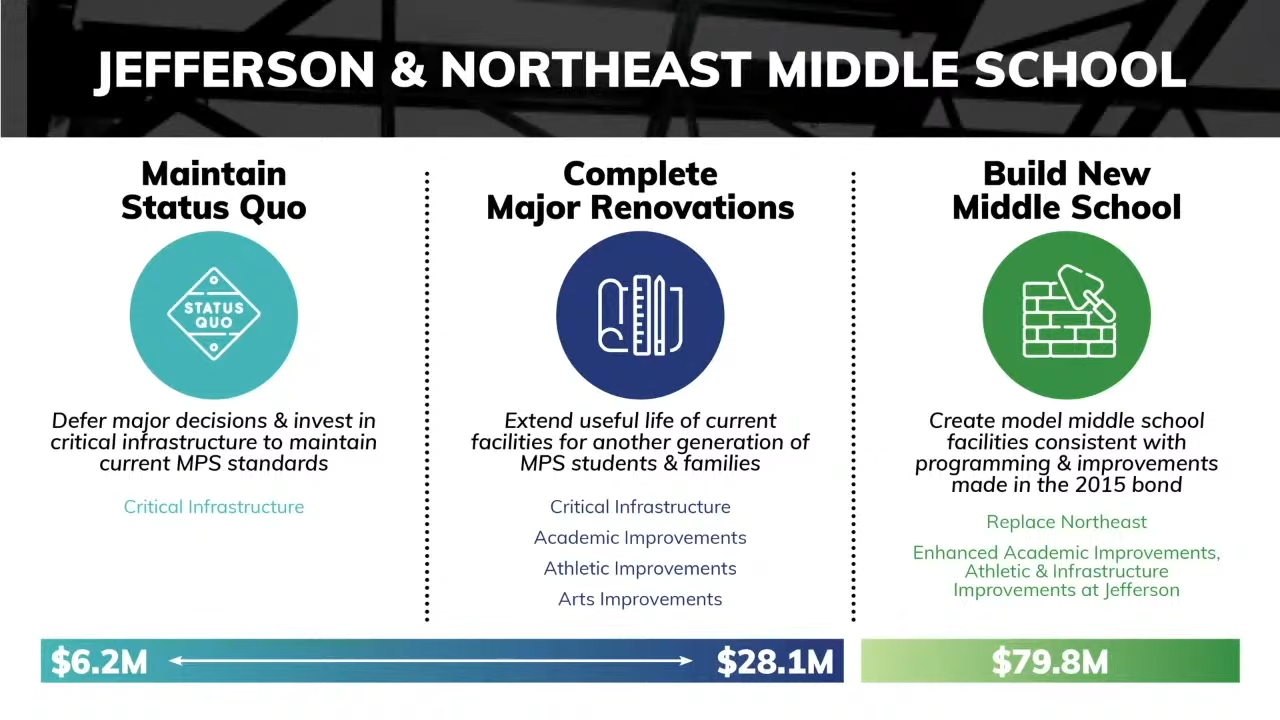 JEFFERSON & NORTHEAST MIDDLE SCHOOL
Maintain
Status Quo
STATUS
QUO
Defer major decisions & invest in
critical infrastructure to maintain
current MPS standards
Critical Infrastructure
Complete
Major Renovations
Extend useful life of current
facilities for another generation of
MPS students & families
Critical Infrastructure
Academic Improvements
Athletic Improvements
Arts Improvements
Build New
Middle School
Create model middle school
facilities consistent with
programming & improvements
made in the 2015 bond
Replace Northeast
Enhanced Academic Improvements,
Athletic & Infrastructure
Improvements at Jefferson
$6.2M
$28.1M
$79.8M